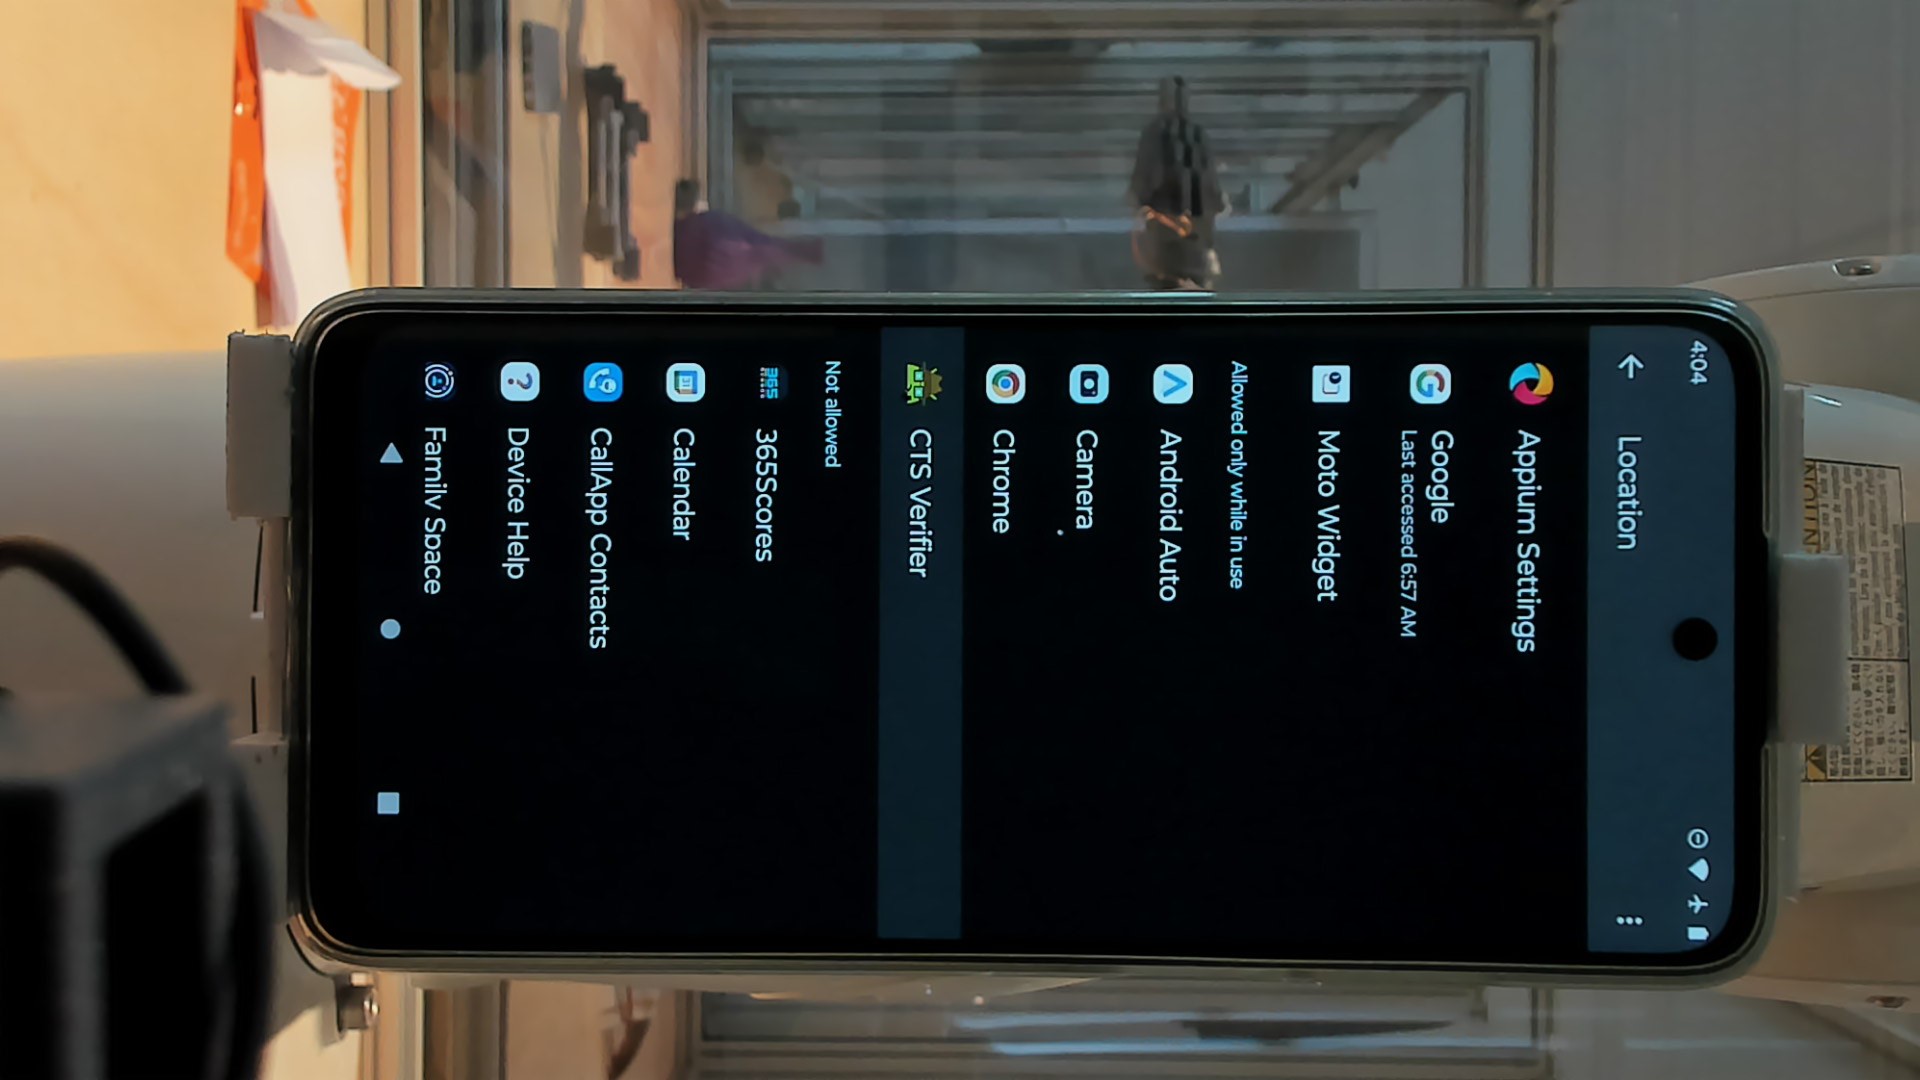 4:04
Location
Appium Settings
Google
Last accessed 6:57 AM
Moto Widget
Allowed only while in use
Android Auto
Camera
Chrome
CTS Verifier
Not allowed
365Scores
Calendar
CallApp Contacts
Device Help
Family Space